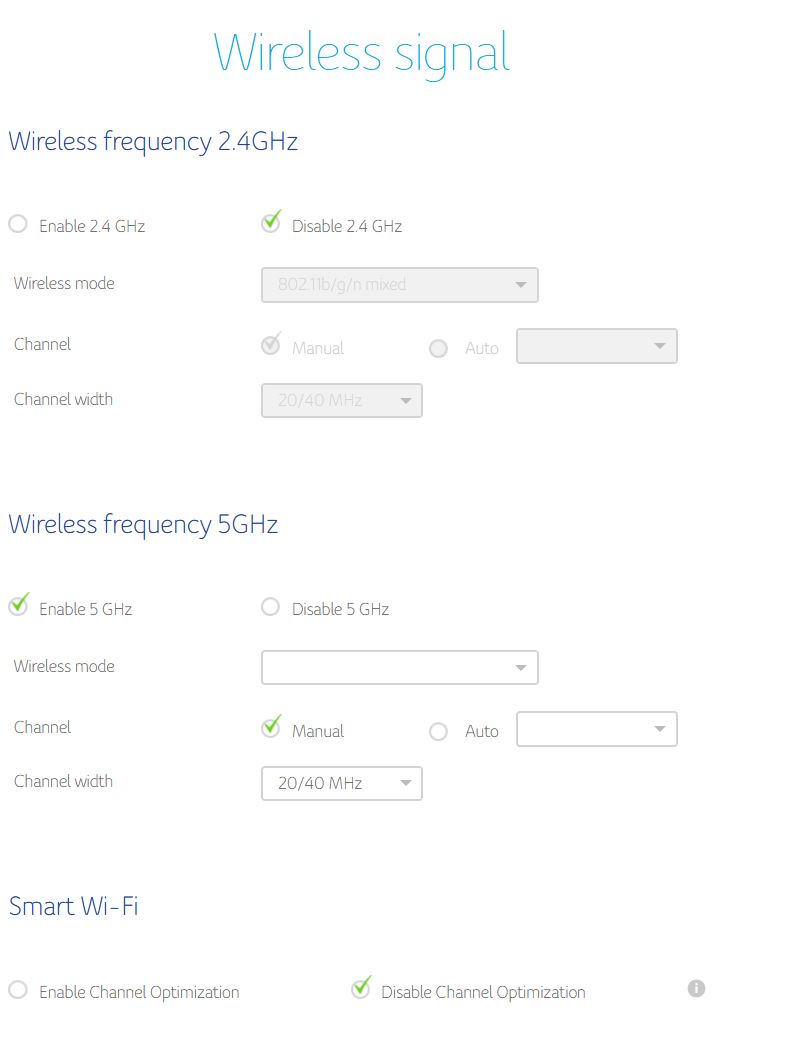 Wireless signal
Wireless frequency 2.4GHz
Enable 2.4 GHz Disable 2.4 GHz
Wireless mode 802.11b/g/n mixed
Channel Manual Auto
Channel width 20/40 MHz
Wireless frequency 5GHz
Enable 5 GHz Disable 5 GHz
Wireless mode
Channel Manual Auto
Channel width 20/40 MHz
Smart Wi-Fi
Enable Channel Optimization Disable Channel Optimization i